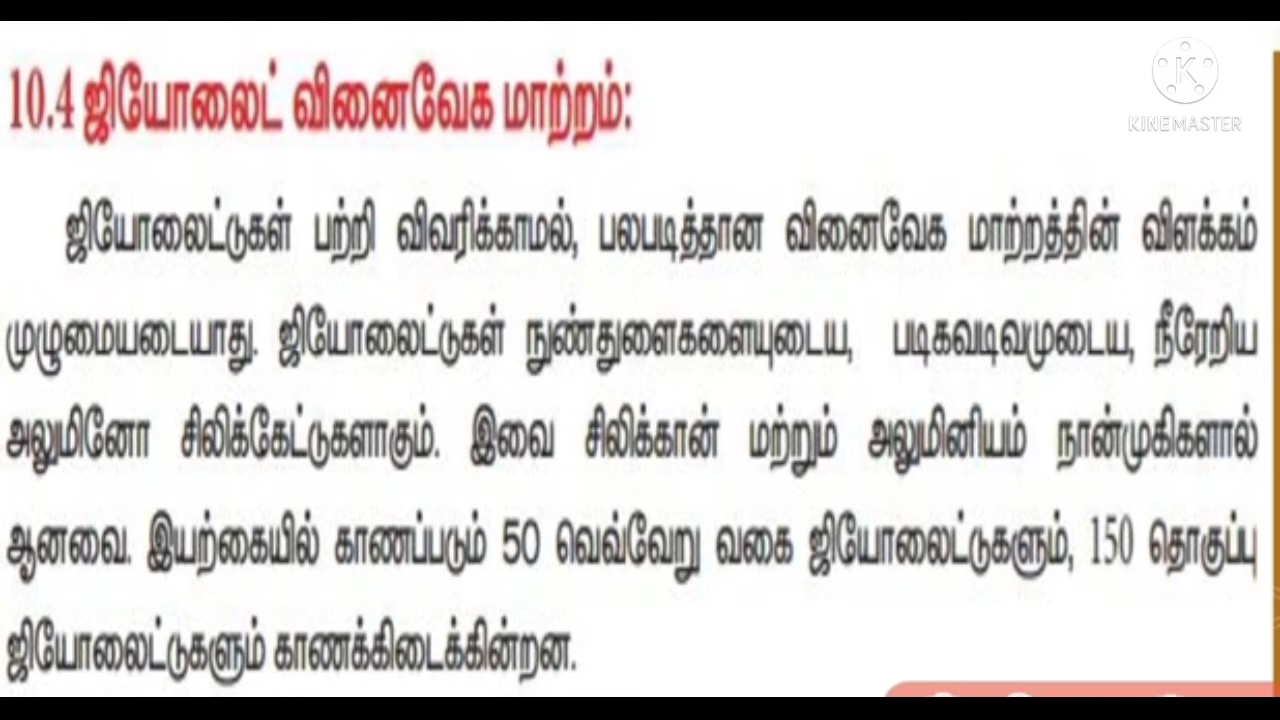 10.4 ஜியோலைட் வினைவேக மாற்றம்:
KINEMASTER
ஜியோலைட்டுகள் பற்றி விவரிக்காமல், பலபடித்தான வினைவேக மாற்றத்தின் விளக்கம்
முழுமையடையாது. ஜியோலைட்டுகள் நுண்துளைகளையுடைய, படிகவடிவமுடைய, நீரேறிய
அலுமினோ சிலிக்கேட்டுகளாகும். இவை சிலிக்கான் மற்றும் அலுமினியம் நான்முகிகளால்
ஆனவை. இயற்கையில் காணப்படும் 50 வெவ்வேறு வகை ஜியோலைட்டுகளும், 150 தொகுப்பு
ஜியோலைட்டுகளும் காணக்கிடைக்கின்றன.